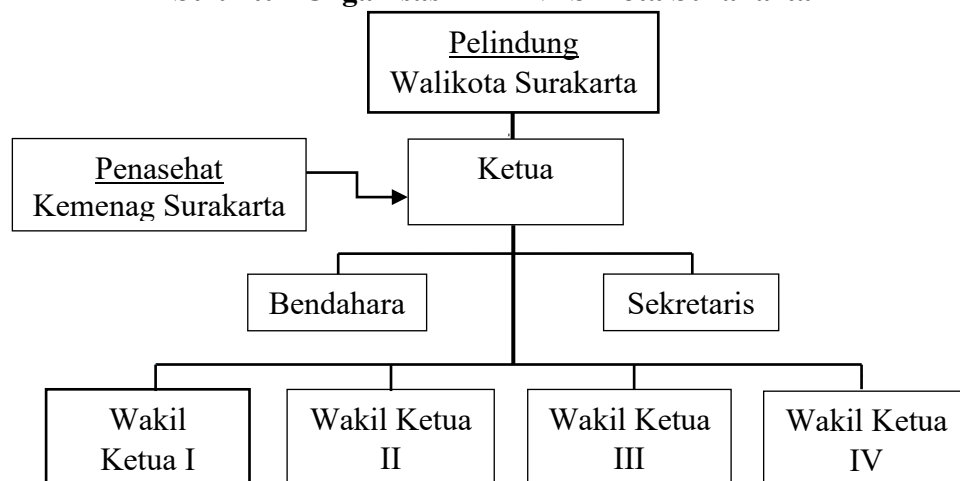 Pelindung
Walikota Surakarta
Penasehat
Kemenag Surakarta
Ketua
Bendahara
Sekretaris
Wakil
Ketua I
Wakil Ketua
II
Wakil Ketua
III
Wakil Ketua
IV